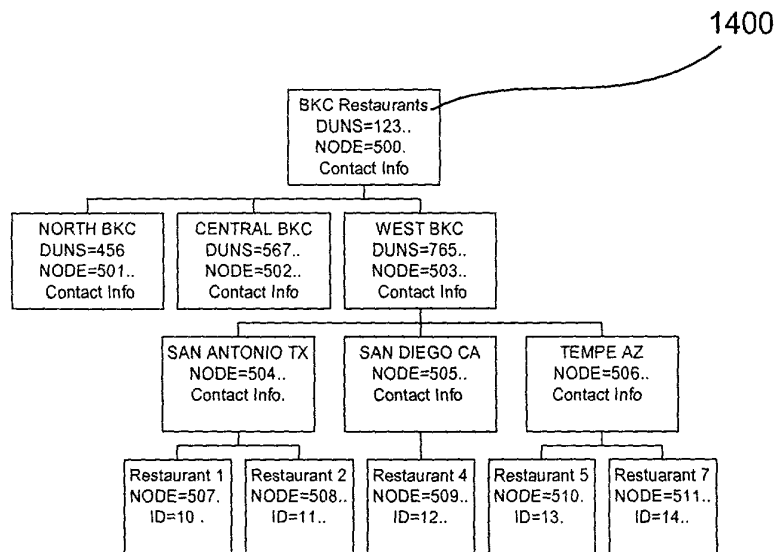 1400
BKC Restaurants
DUNS=123..
NODE=500.
Contact Info
NORTH BKC
DUNS=456
NODE=501..
Contact Info
CENTRAL BKC
DUNS=567..
NODE=502..
Contact Info
WEST BKC
DUNS=765..
NODE=503..
Contact Info
SAN ANTONIO TX
NODE=504..
Contact Info.
SAN DIEGO CA
NODE=505..
Contact Info
TEMPE AZ
NODE=506..
Contact Info
Restaurant 1
NODE=507.
ID=10 .
Restaurant 2
NODE=508..
ID=11..
Restaurant 4
NODE=509..
ID=12..
Restaurant 5
NODE=510.
ID=13.
Restuarant 7
NODE=511..
ID=14..